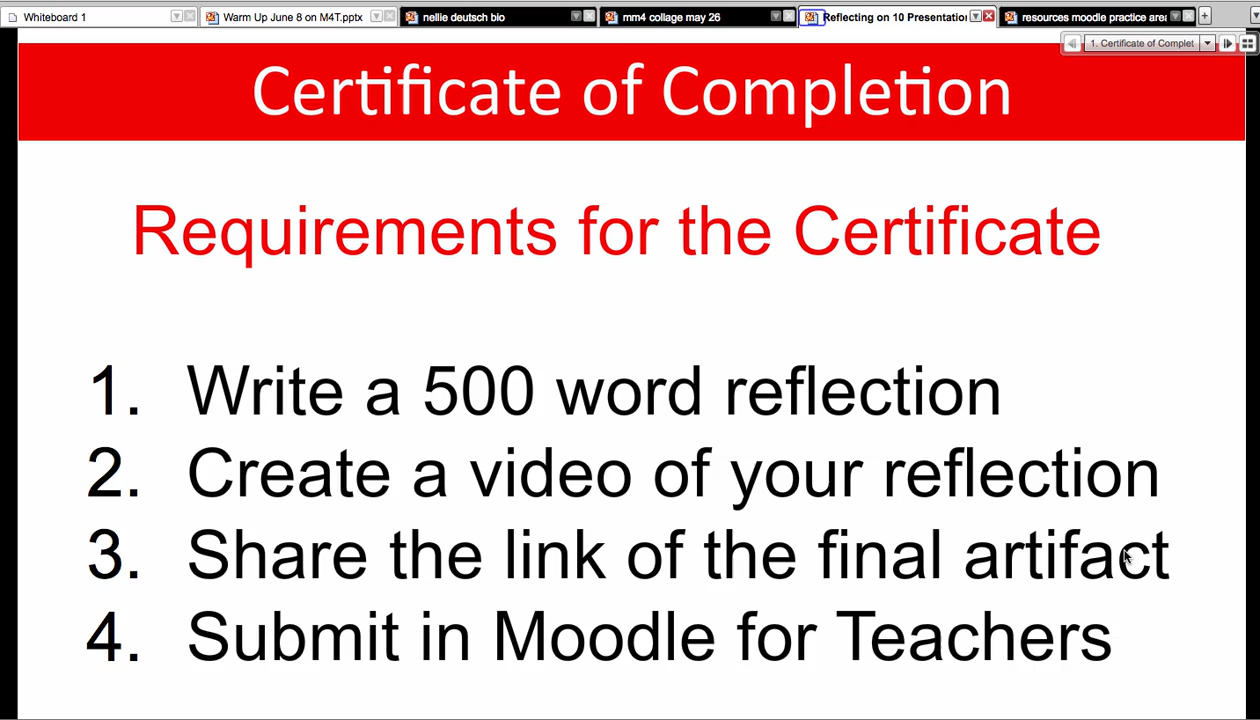 Whiteboard 1
Warm Up June 8 on M4T.pptx
nellie deutsch bio
mm4 collage may 26
Reflecting on 10 Presentation
resources moodle practice area
1. Certificate of Complet
Certificate of Completion
Requirements for the Certificate
1. Write a 500 word reflection
2. Create a video of your reflection
3. Share the link of the final artifact
4. Submit in Moodle for Teachers